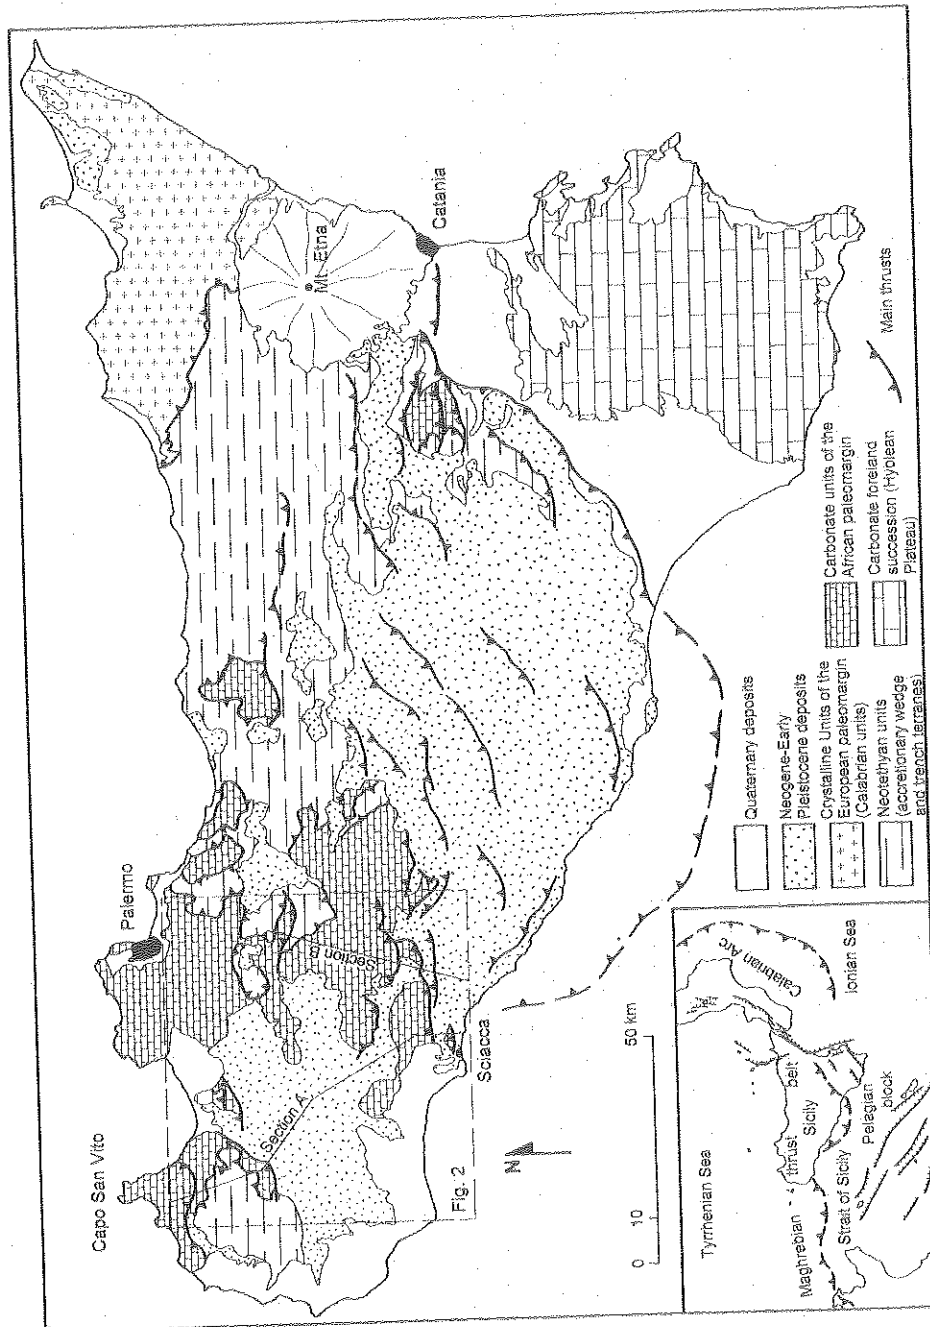 Capo San Vito
Palermo
Mt. Etna
Catania
Section A
Section B
Sciacca
Fig. 2
N
0
10
50 km
Quaternary deposits
Neogene-Early
Pleistocene deposits
Crystalline Units of the
European paleomargin
(Calabrian units)
Neotethyan units
(accretionary wedge
and trench terranes)
Carbonate units of the
African paleomargin
Carbonate foreland
succession (Hyblean
Plateau)
Main thrusts
Tyrrhenian Sea
Calabrian Arc
Maghrebian
thrust
belt
Sicily
Strait of Sicily
Pelagian
block
Ionian Sea